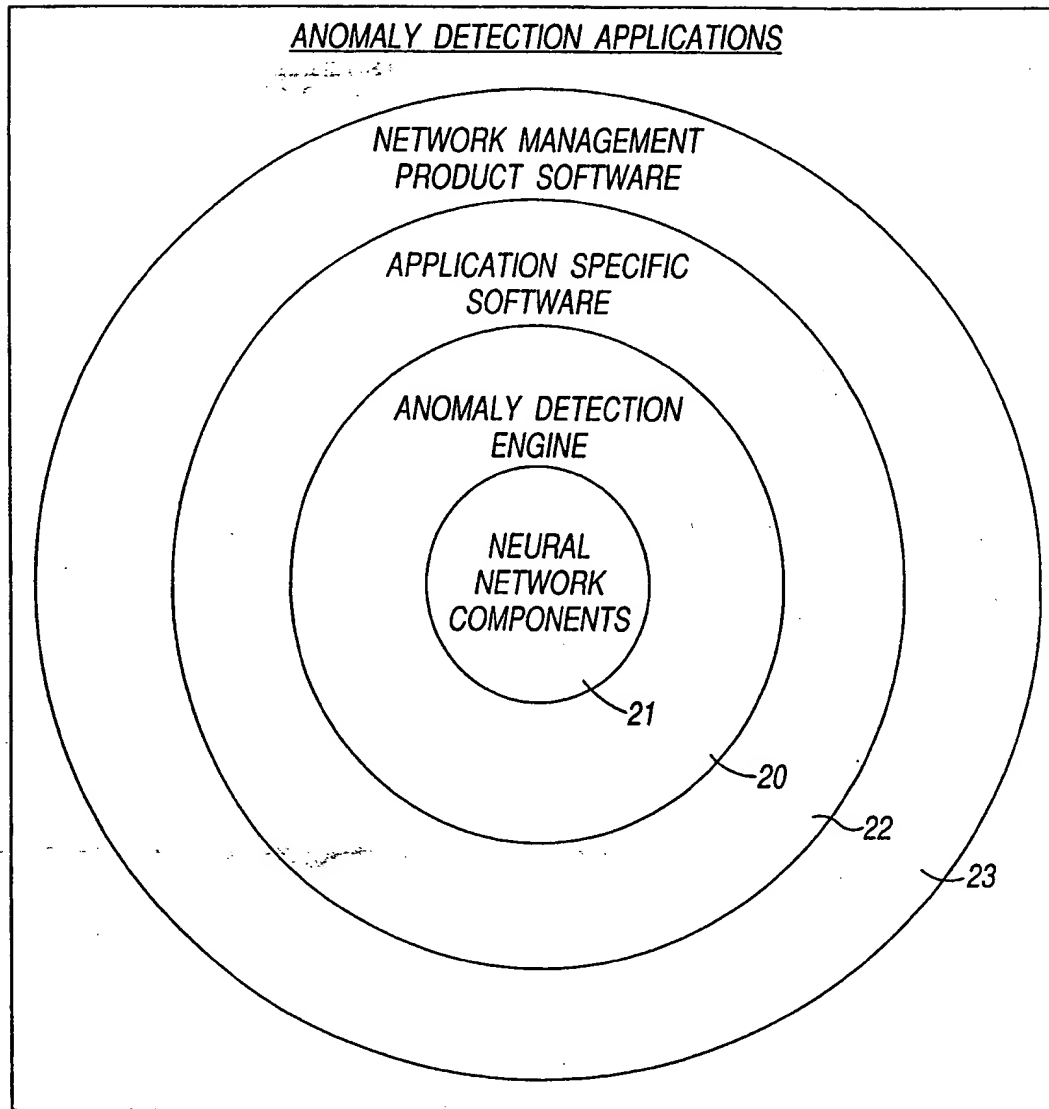 ANOMALY DETECTION APPLICATIONS
NETWORK MANAGEMENT
PRODUCT SOFTWARE
APPLICATION SPECIFIC
SOFTWARE
ANOMALY DETECTION
ENGINE
NEURAL
NETWORK
COMPONENTS
21
20
22
23